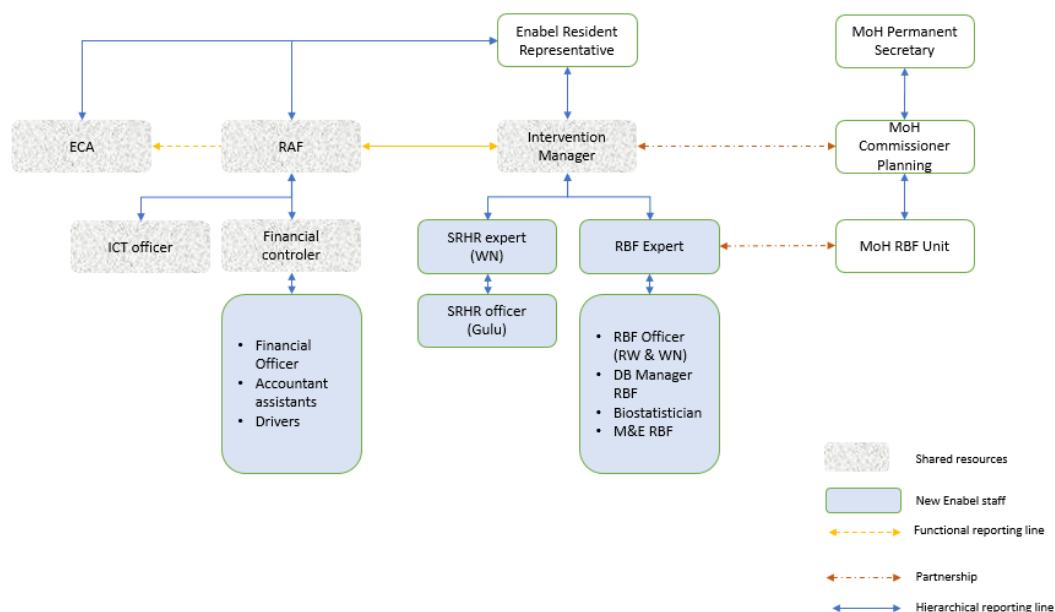 Enabel Resident
Representative
MoH Permanent
Secretary
ECA
RAF
Intervention
Manager
MoH
Commissioner
Planning
ICT officer
Financial
controler
SRHR expert
(WN)
RBF Expert
MoH RBF Unit
SRHR officer
(Gulu)
• Financial
Officer
• Accountant
assistants
• Drivers
• RBF Officer
(RW & WN)
• DB Manager
RBF
• Biostatistician
• M&E RBF
Shared resources
New Enabel staff
Functional reporting line
Partnership
Hierarchical reporting line